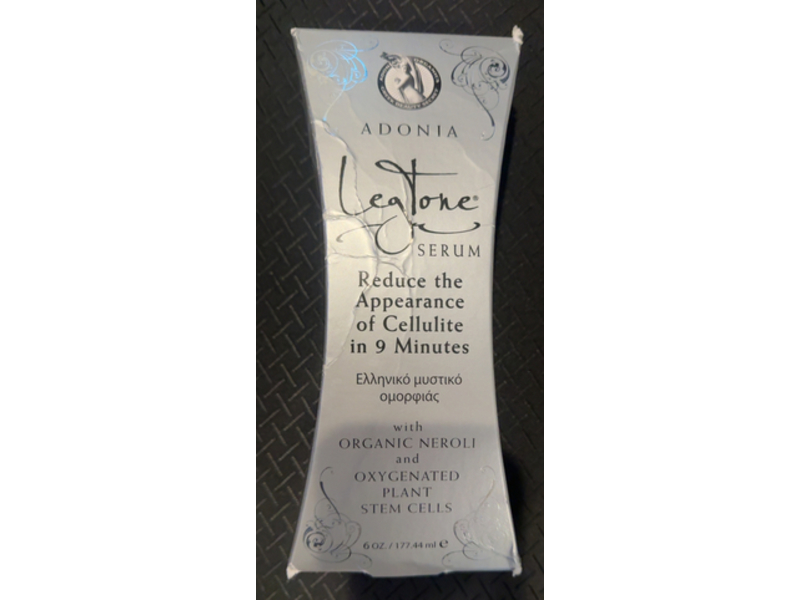 ADONIA
LegTone®
SERUM
Reduce the
Appearance
of Cellulite
in 9 Minutes
Ελληνικό μυστικό
ομορφιάς
with
ORGANIC NEROLI
and
OXYGENATED
PLANT
STEM CELLS
6 OZ. / 177.44 ml ℮